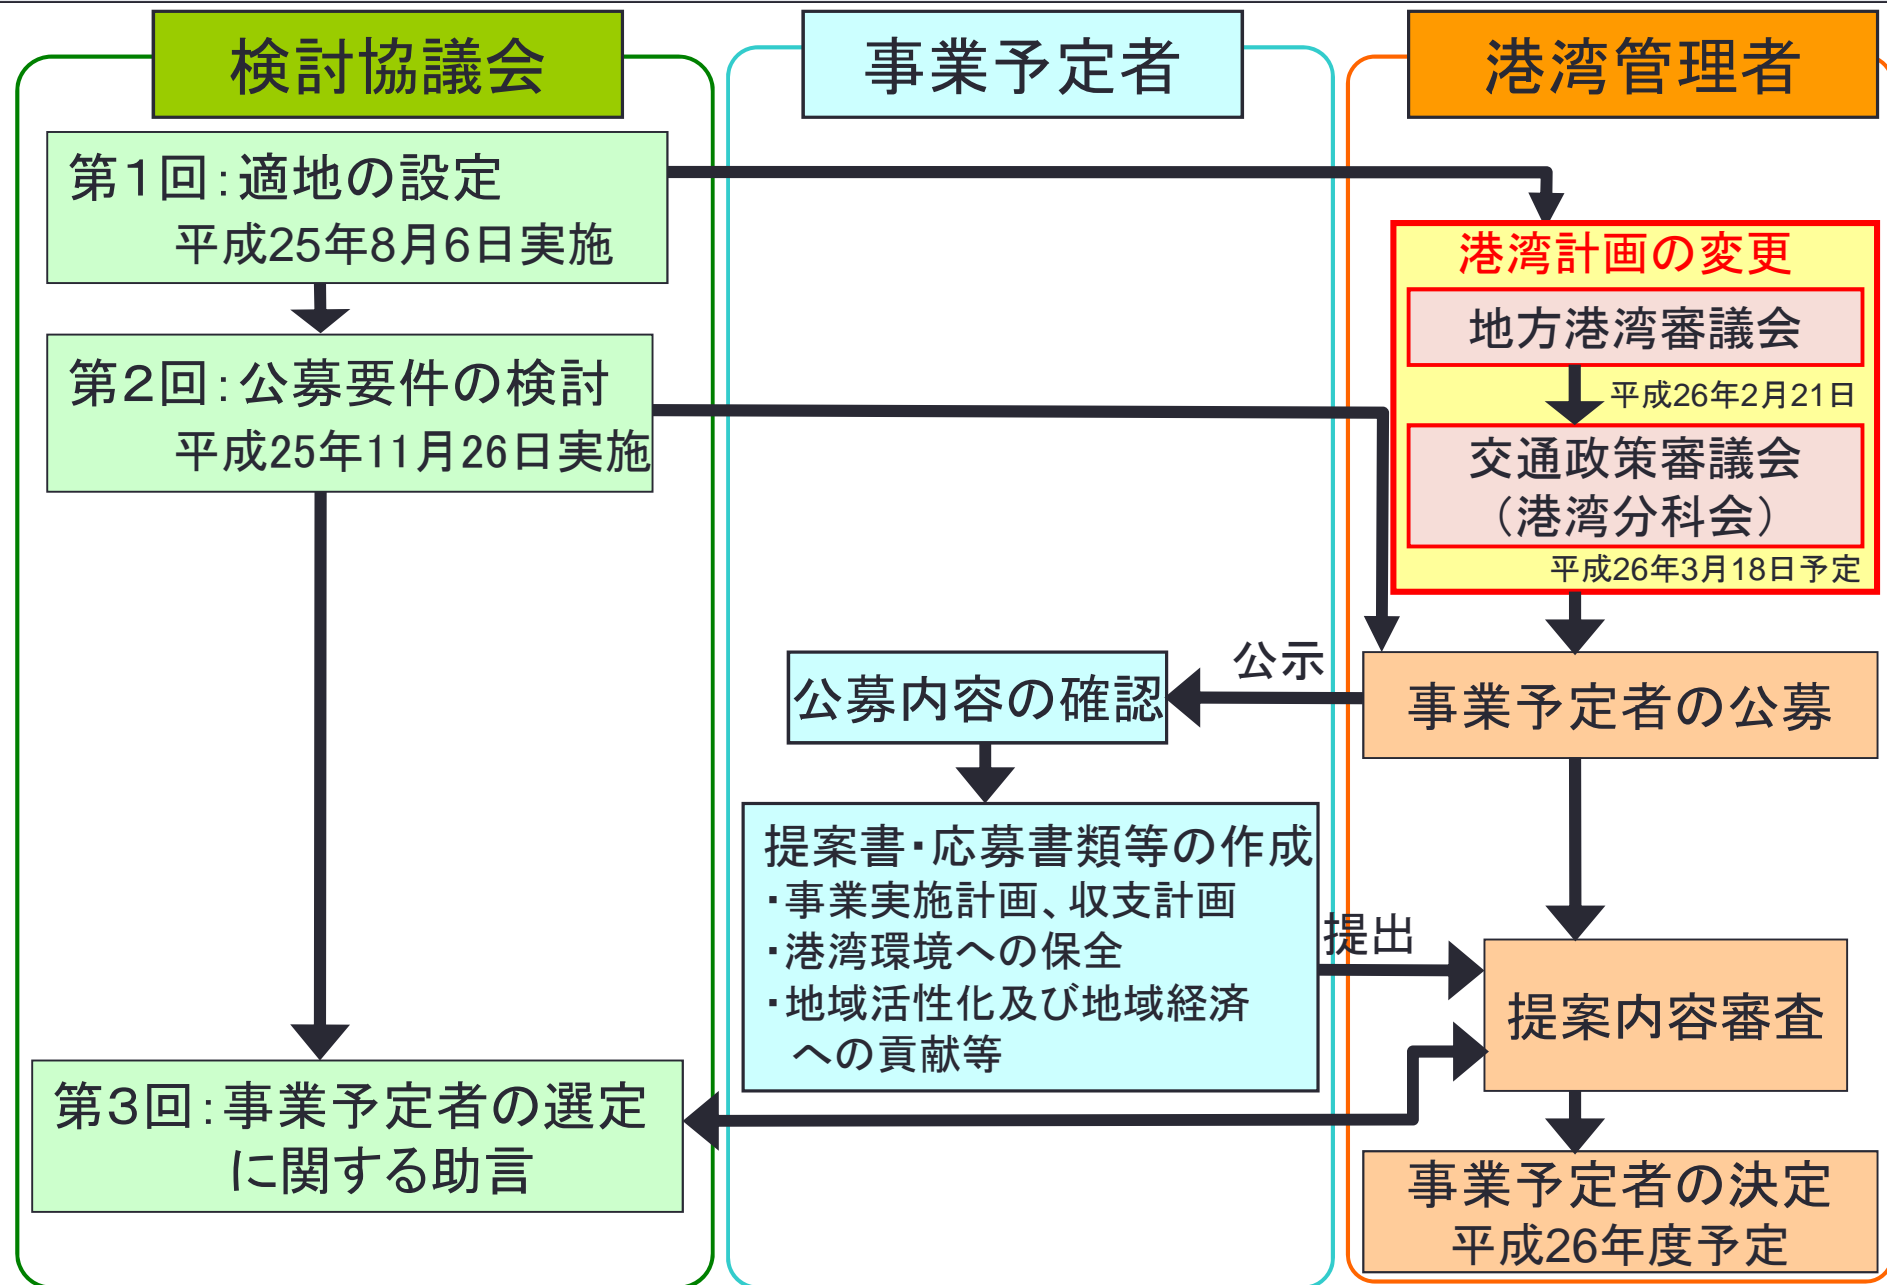 検討協議会
第1回：適地の設定
平成25年8月6日実施
第2回：公募要件の検討
平成25年11月26日実施
第3回：事業予定者の選定
に関する助言
事業予定者
公募内容の確認
提案書・応募書類等の作成
・事業実施計画、収支計画
・港湾環境への保全
・地域活性化及び地域経済
への貢献等
公示
提出
港湾管理者
港湾計画の変更
地方港湾審議会
平成26年2月21日
交通政策審議会
（港湾分科会）
平成26年3月18日予定
事業予定者の公募
提案内容審査
事業予定者の決定
平成26年度予定